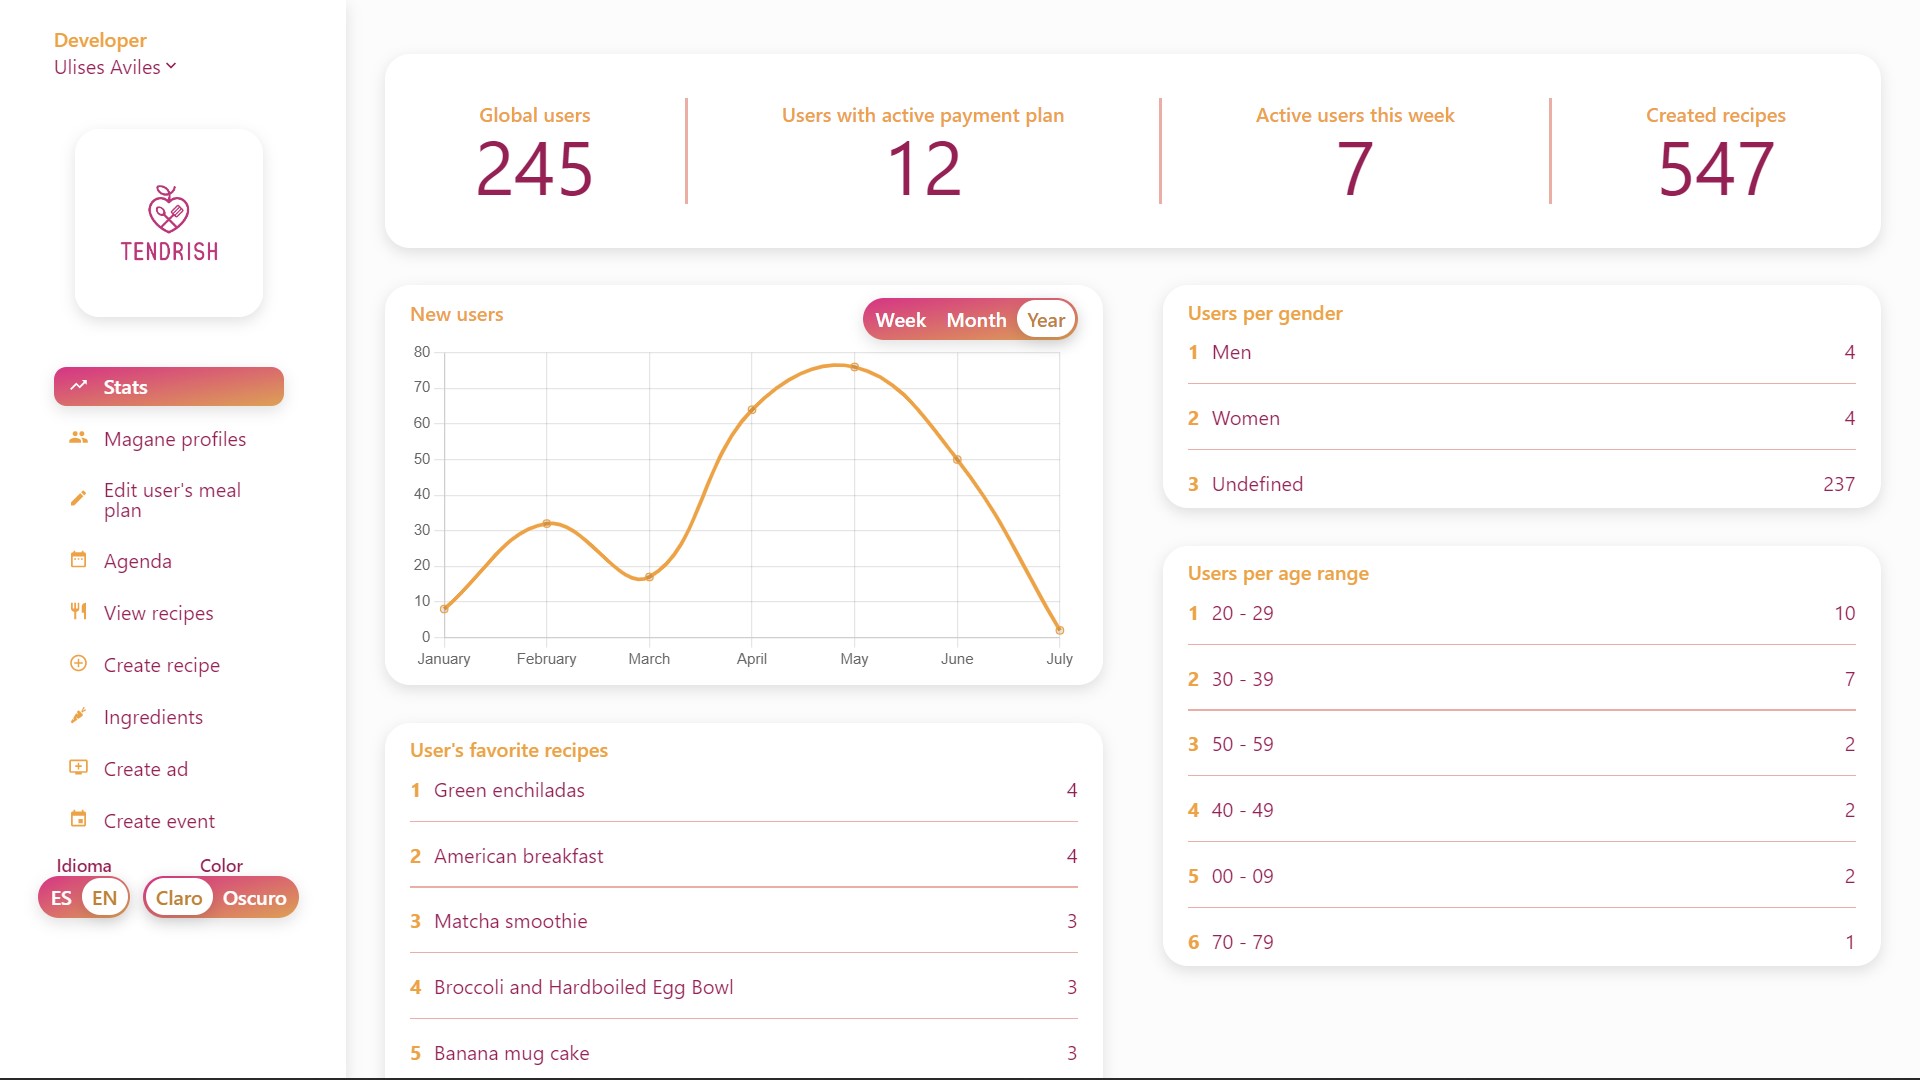 Developer
Ulises Aviles
TENDRISH
Stats
Magane profiles
Edit user's meal
plan
Agenda
View recipes
Create recipe
Ingredients
Create ad
Create event
Idioma
ES EN
Color
Claro Oscuro
Global users
245
Users with active payment plan
12
Active users this week
7
Created recipes
547
New users
Week Month Year
80
70
60
50
40
30
20
10
0
January February March April May June July
User's favorite recipes
1 Green enchiladas 4
2 American breakfast 4
3 Matcha smoothie 3
4 Broccoli and Hardboiled Egg Bowl 3
5 Banana mug cake 3
Users per gender
1 Men 4
2 Women 4
3 Undefined 237
Users per age range
1 20 - 29 10
2 30 - 39 7
3 50 - 59 2
4 40 - 49 2
5 00 - 09 2
6 70 - 79 1